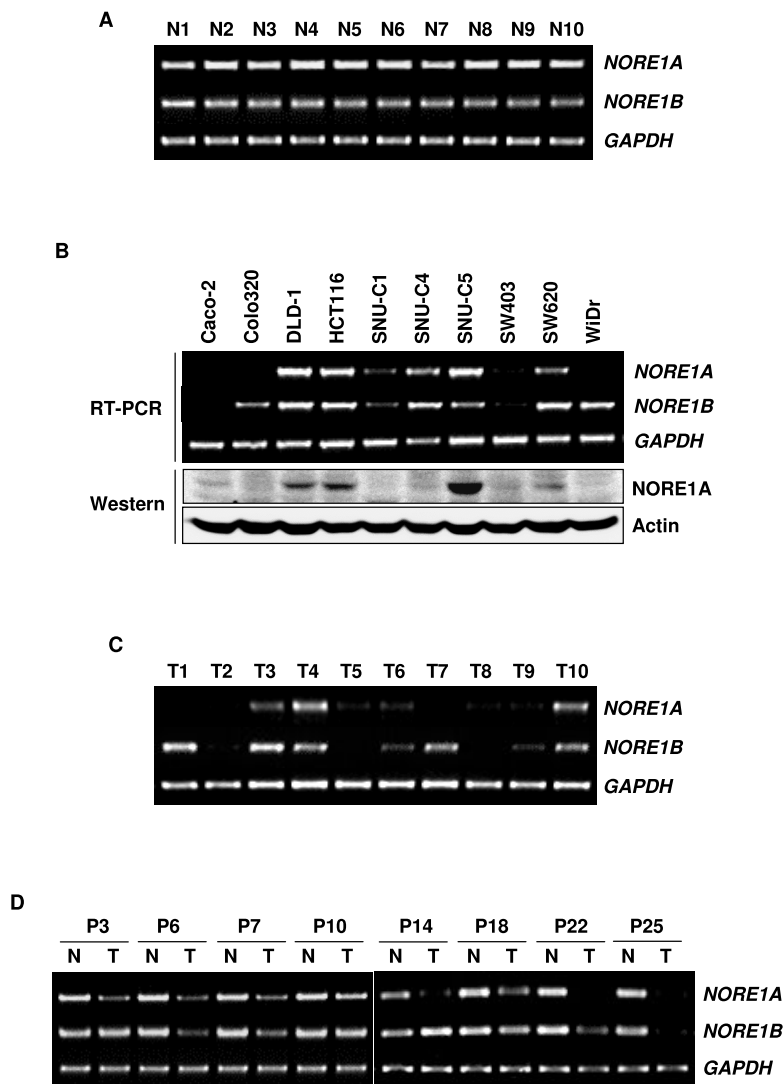 A
N1 N2 N3 N4 N5 N6 N7 N8 N9 N10
NORE1A
NORE1B
GAPDH
B
Caco-2 Colo320 DLD-1 HCT116 SNU-C1 SNU-C4 SNU-C5 SW403 SW620 WiDr
RT-PCR
NORE1A
NORE1B
GAPDH
Western
NORE1A
Actin
C
T1 T2 T3 T4 T5 T6 T7 T8 T9 T10
NORE1A
NORE1B
GAPDH
D
P3 P6 P7 P10 P14 P18 P22 P25
N T N T N T N T N T N T N T N T
NORE1A
NORE1B
GAPDH